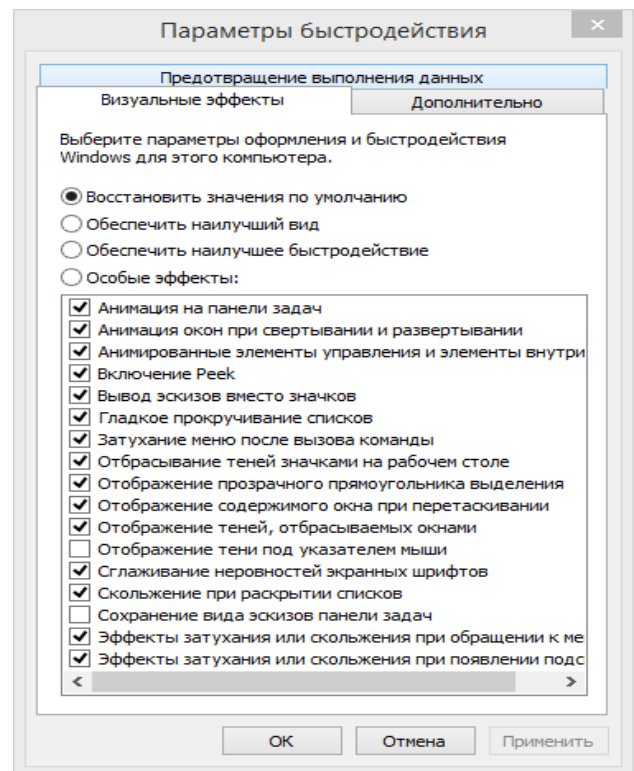 Параметры быстродействия
Предотвращение выполнения данных
Визуальные эффекты
Дополнительно
Выберите параметры оформления и быстродействия
Windows для этого компьютера.
Восстановить значения по умолчанию
Обеспечить наилучший вид
Обеспечить наилучшее быстродействие
Особые эффекты:
Анимация на панели задач
Анимация окон при свертывании и развертывании
Анимированные элементы управления и элементы внутри
Включение Peek
Вывод эскизов вместо значков
Гладкое прокручивание списков
Затухание меню после вызова команды
Отбрасывание теней значками на рабочем столе
Отображение прозрачного прямоугольника выделения
Отображение содержимого окна при перетаскивании
Отображение теней, отбрасываемых окнами
Отображение тени под указателем мыши
Сглаживание неровностей экранных шрифтов
Скольжение при раскрытии списков
Сохранение вида эскизов панели задач
Эффекты затухания или скольжения при обращении к ме
Эффекты затухания или скольжения при появлении подс
ОК
Отмена
Применить